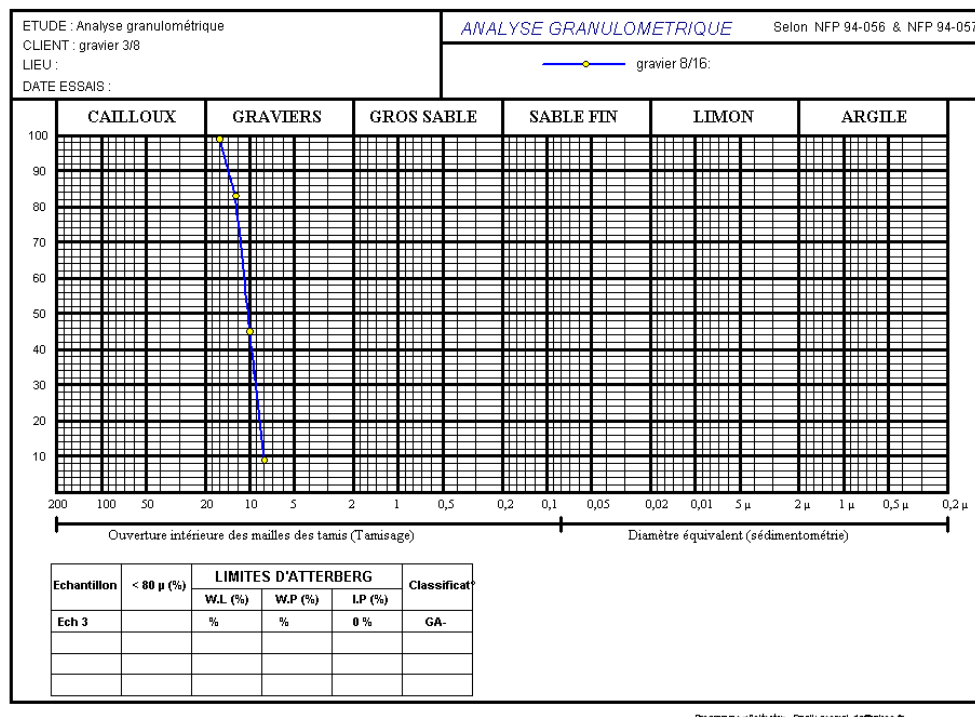 ETUDE : Analyse granulométrique
CLIENT : gravier 3/8
LIEU :
DATE ESSAIS :
ANALYSE GRANULOMETRIQUE Selon NFP 94-056 & NFP 94-057
gravier 8/16:
CAILLOUX GRAVIERS GROS SABLE SABLE FIN LIMON ARGILE
100
90
80
70
60
50
40
30
20
10
200 100 50 20 10 5 2 1 0,5 0,2 0,1 0,05 0,02 0,01 5 µ 2 µ 1 µ 0,5 µ 0,2 µ
Ouverture intérieure des mailles des tamis (Tamisage) Diamètre équivalent (sédimentométrie)
Echantillon < 80 µ (%) LIMITES D'ATTERBERG Classificat°
W.L (%) W.P (%) I.P (%)
Ech 3 % % 0 % GA-